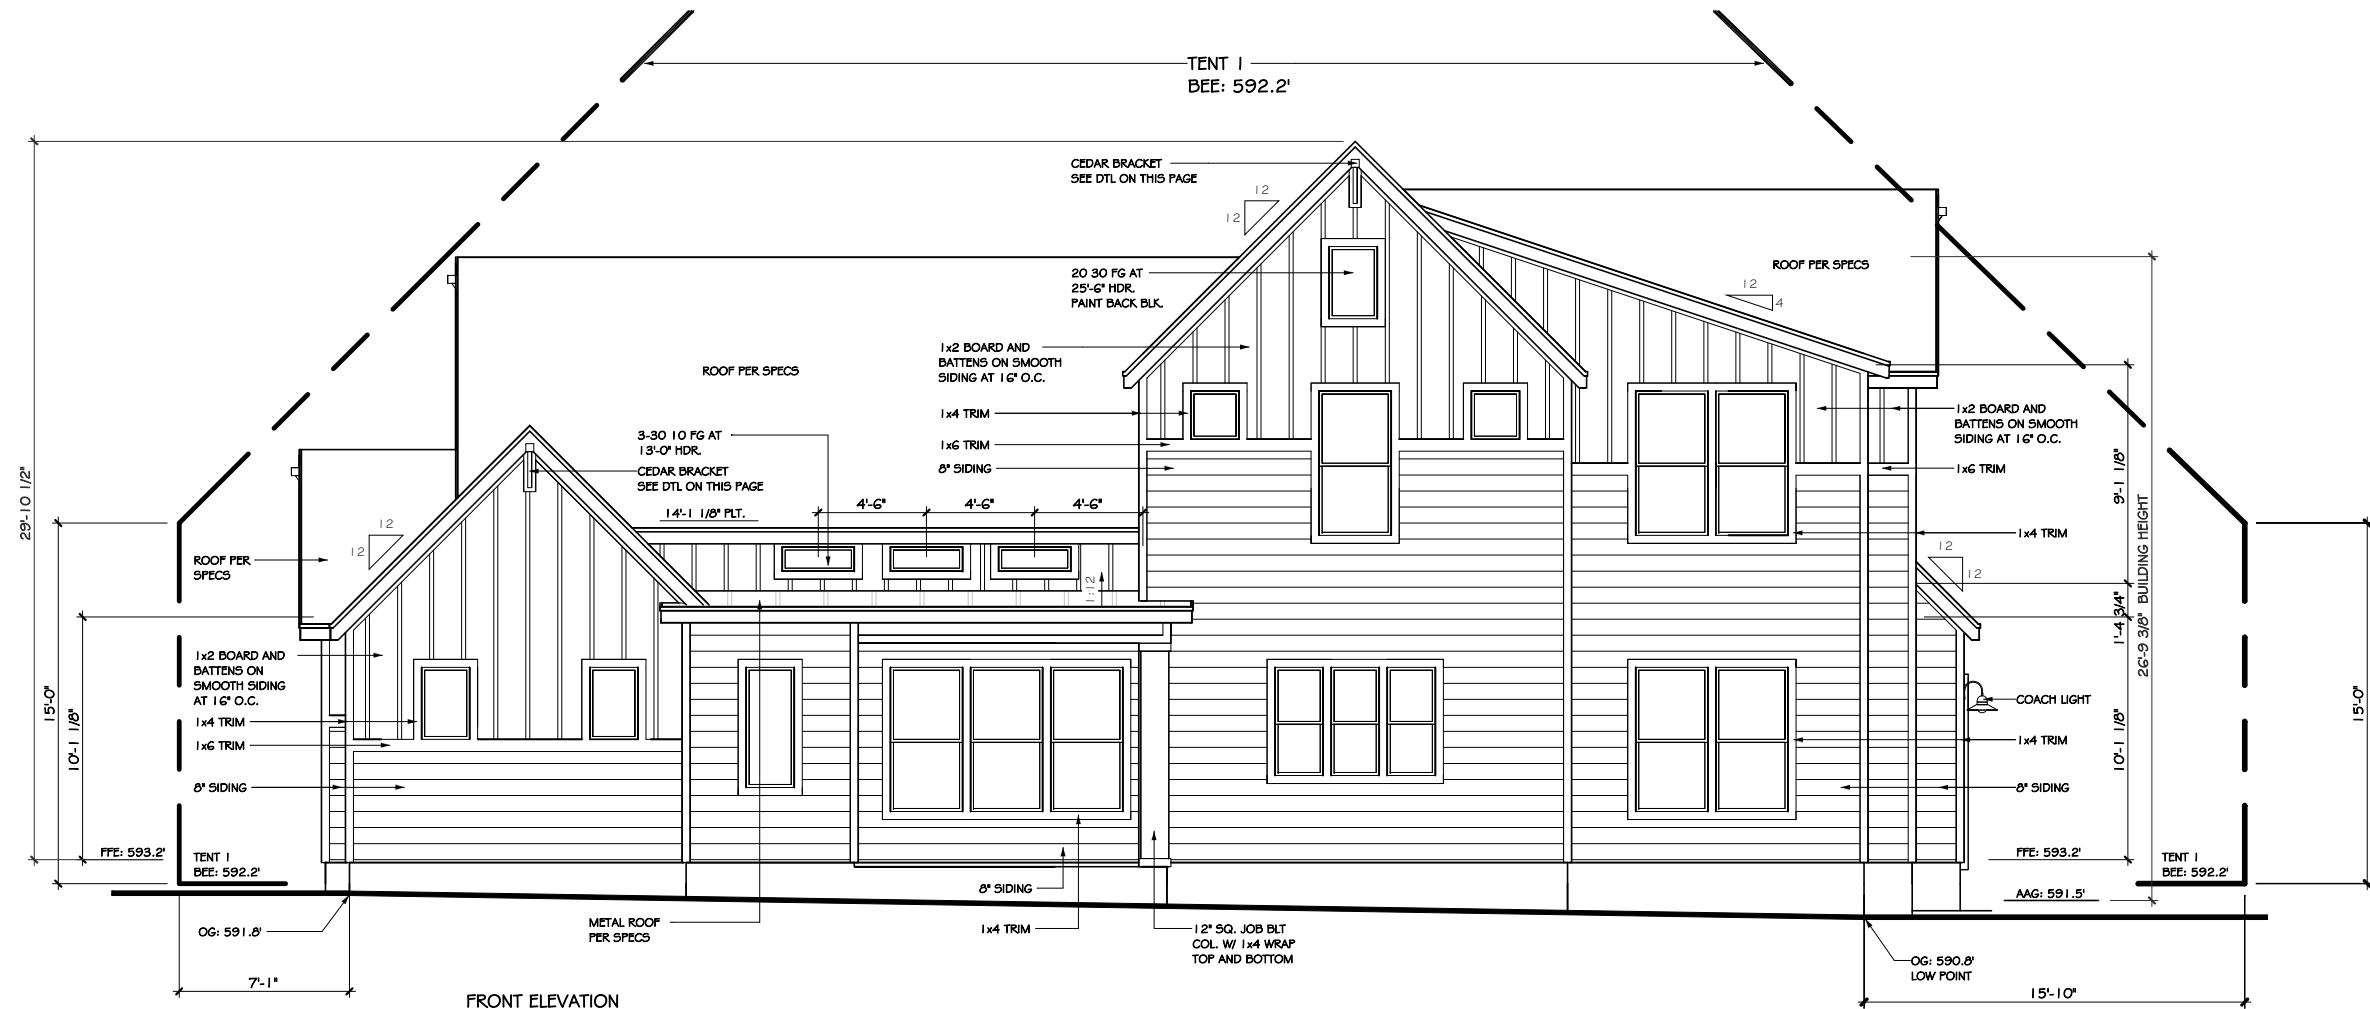 TENT 1
BEE: 592.2'
CEDAR BRACKET
SEE DTL ON THIS PAGE
12
12
20 30 FG AT
25'-6" HDR.
PAINT BACK BLK.
ROOF PER SPECS
12
4
1x2 BOARD AND
BATTENS ON SMOOTH
SIDING AT 16" O.C.
ROOF PER SPECS
1x4 TRIM
1x6 TRIM
8" SIDING
3-30 10 FG AT
13'-0" HDR.
CEDAR BRACKET
SEE DTL ON THIS PAGE
14'-1 1/8" PLT.
4'-6"
4'-6"
4'-6"
1x2 BOARD AND
BATTENS ON SMOOTH
SIDING AT 16" O.C.
1x6 TRIM
1x4 TRIM
12
12
29'-10 1/2"
9'-1 1/8"
26'-9 3/8" BUILDING HEIGHT
12
12
ROOF PER
SPECS
1:12
1'-4 3/4"
1x2 BOARD AND
BATTENS ON
SMOOTH SIDING
AT 16" O.C.
1x4 TRIM
1x6 TRIM
8" SIDING
15'-0"
10'-1 1/8"
COACH LIGHT
1x4 TRIM
8" SIDING
10'-1 1/8"
15'-0"
FFE: 593.2'
TENT 1
BEE: 592.2'
FFE: 593.2'
TENT 1
BEE: 592.2'
AAG: 591.5'
8" SIDING
OG: 591.8'
METAL ROOF
PER SPECS
1x4 TRIM
12" SQ. JOB BLT
COL. W/ 1x4 WRAP
TOP AND BOTTOM
OG: 590.8'
LOW POINT
7'-1"
15'-10"
FRONT ELEVATION